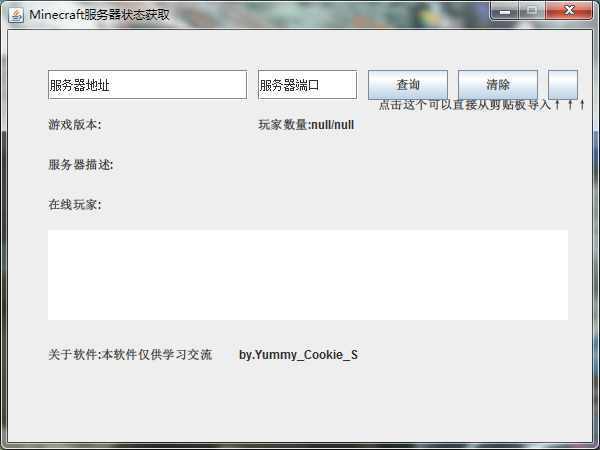 Minecraft服务器状态获取
服务器地址 服务器端口 查询 清除
点击这个可以直接从剪贴板导入↑↑↑
游戏版本: 玩家数量:null/null
服务器描述:
在线玩家:
关于软件:本软件仅供学习交流 by.Yummy_Cookie_S